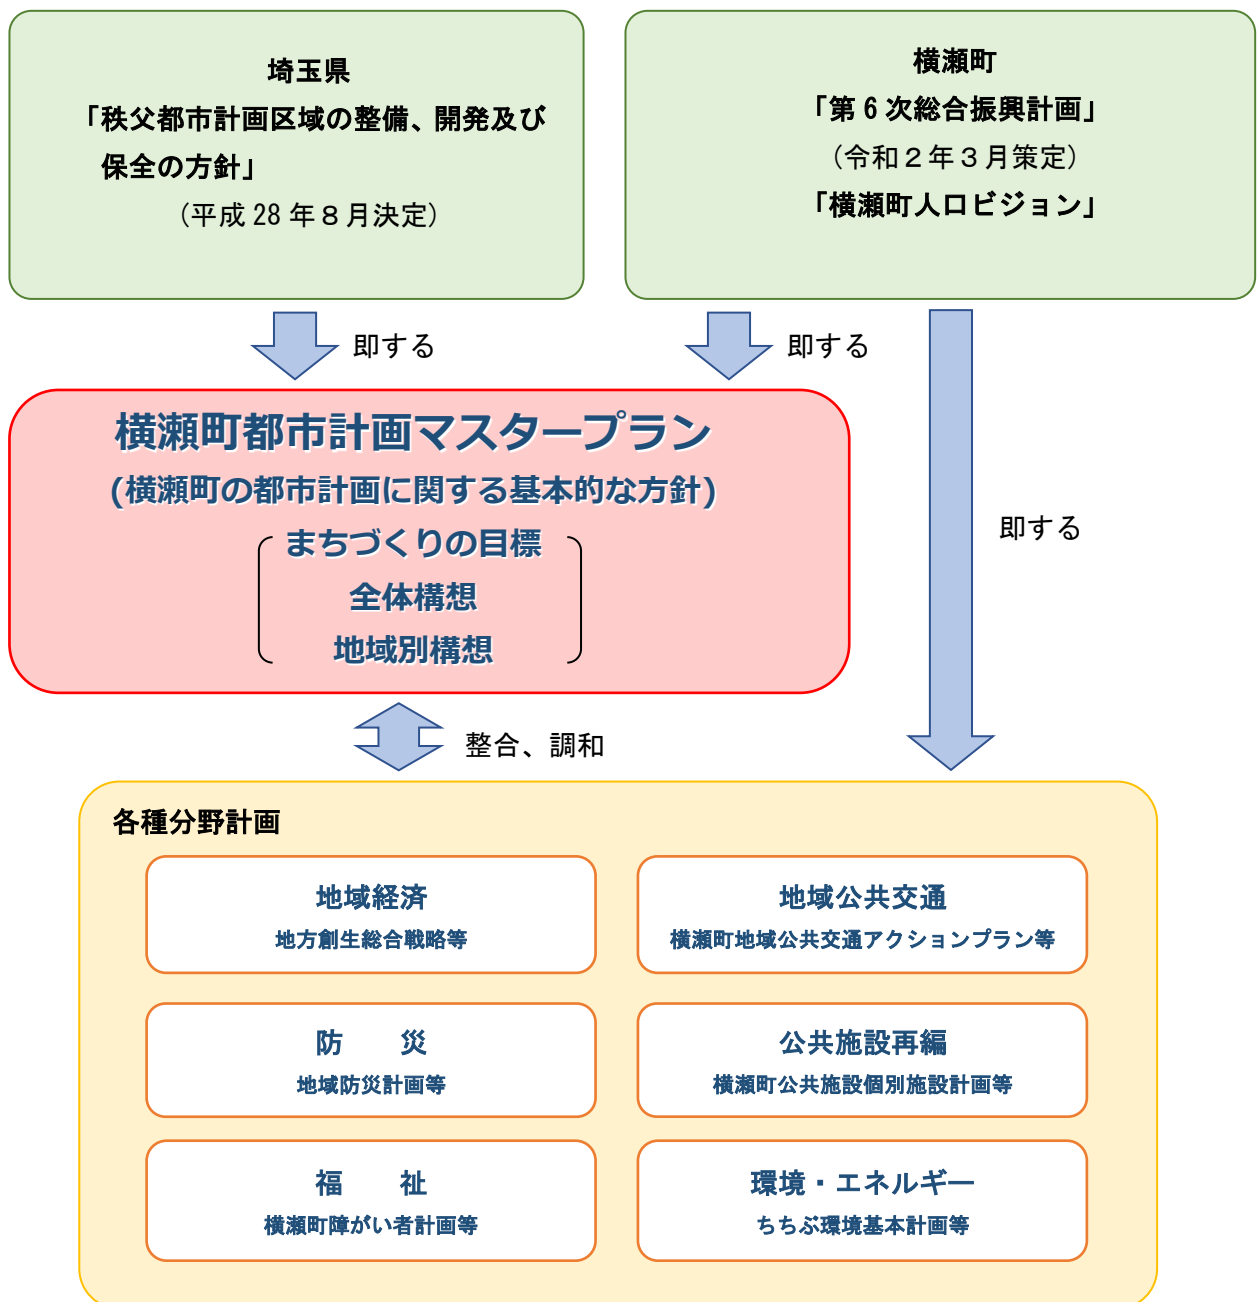 埼玉県
「秩父都市計画区域の整備、開発及び
保全の方針」
（平成 28 年８月決定）
横瀬町
「第 6 次総合振興計画」
（令和２年３月策定）
「横瀬町人口ビジョン」
即する
即する
横瀬町都市計画マスタープラン
(横瀬町の都市計画に関する基本的な方針)
まちづくりの目標
全体構想
地域別構想
即する
整合、調和
各種分野計画
地域経済
地方創生総合戦略等
地域公共交通
横瀬町地域公共交通アクションプラン等
防　　災
地域防災計画等
公共施設再編
横瀬町公共施設個別施設計画等
福　　祉
横瀬町障がい者計画等
環境・エネルギー
ちちぶ環境基本計画等